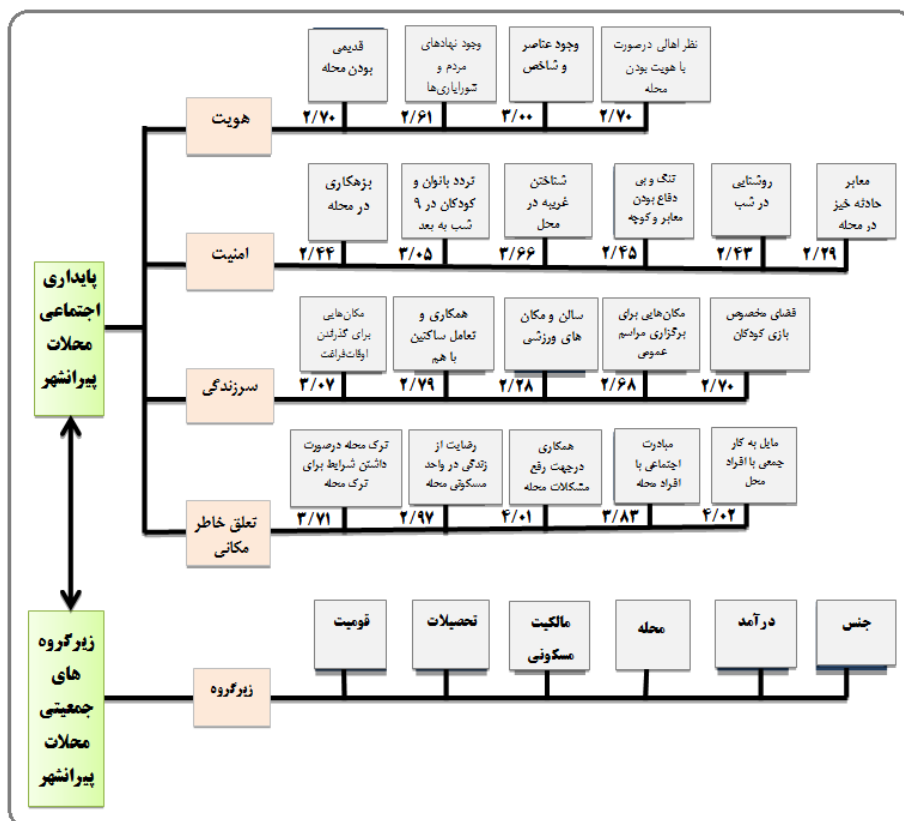 نظر اهالی درصورت
با هویت بودن
محله
وجود عناصر
و شاخص
وجود نهادهای
مردم و
شورایاری‌ها
قدیمی
بودن محله
۲/۷۰
۳/۰۰
۲/۶۱
۲/۷۰
هویت
معابر
حادثه خیز
در محله
روشنایی
در شب
تنگ و بی
دفاع بودن
معابر و کوچه
شناختن
غریبه در
محل
تردد بانوان و
کودکان در ۹
شب به بعد
بزهکاری
در محله
۲/۲۹
۲/۴۳
۲/۴۵
۳/۶۶
۳/۰۵
۲/۴۴
امنیت
پایداری
اجتماعی
محلات
پیرانشهر
فضای مخصوص
بازی کودکان
مکان‌هایی برای
برگزاری مراسم
عمومی
سالن و مکان
های ورزشی
همکاری و
تعامل ساکنین
با هم
مکان‌هایی
برای گذراندن
اوقات‌فراغت
۲/۷۰
۲/۶۸
۲/۲۸
۲/۷۹
۳/۰۷
سرزندگی
مایل به کار
جمعی با افراد
محل
مبادرت
اجتماعی با
افراد محله
همکاری
درجهت رفع
مشکلات محله
رضایت از
زندگی در واحد
مسکونی محله
ترک محله درصورت
داشتن شرایط برای
ترک محله
۴/۰۲
۳/۸۳
۴/۰۱
۲/۹۷
۳/۷۱
تعلق خاطر
مکانی
جنس
درآمد
محله
مالکیت
مسکونی
تحصیلات
قومیت
زیرگروه
زیرگروه
های
جمعیتی
محلات
پیرانشهر